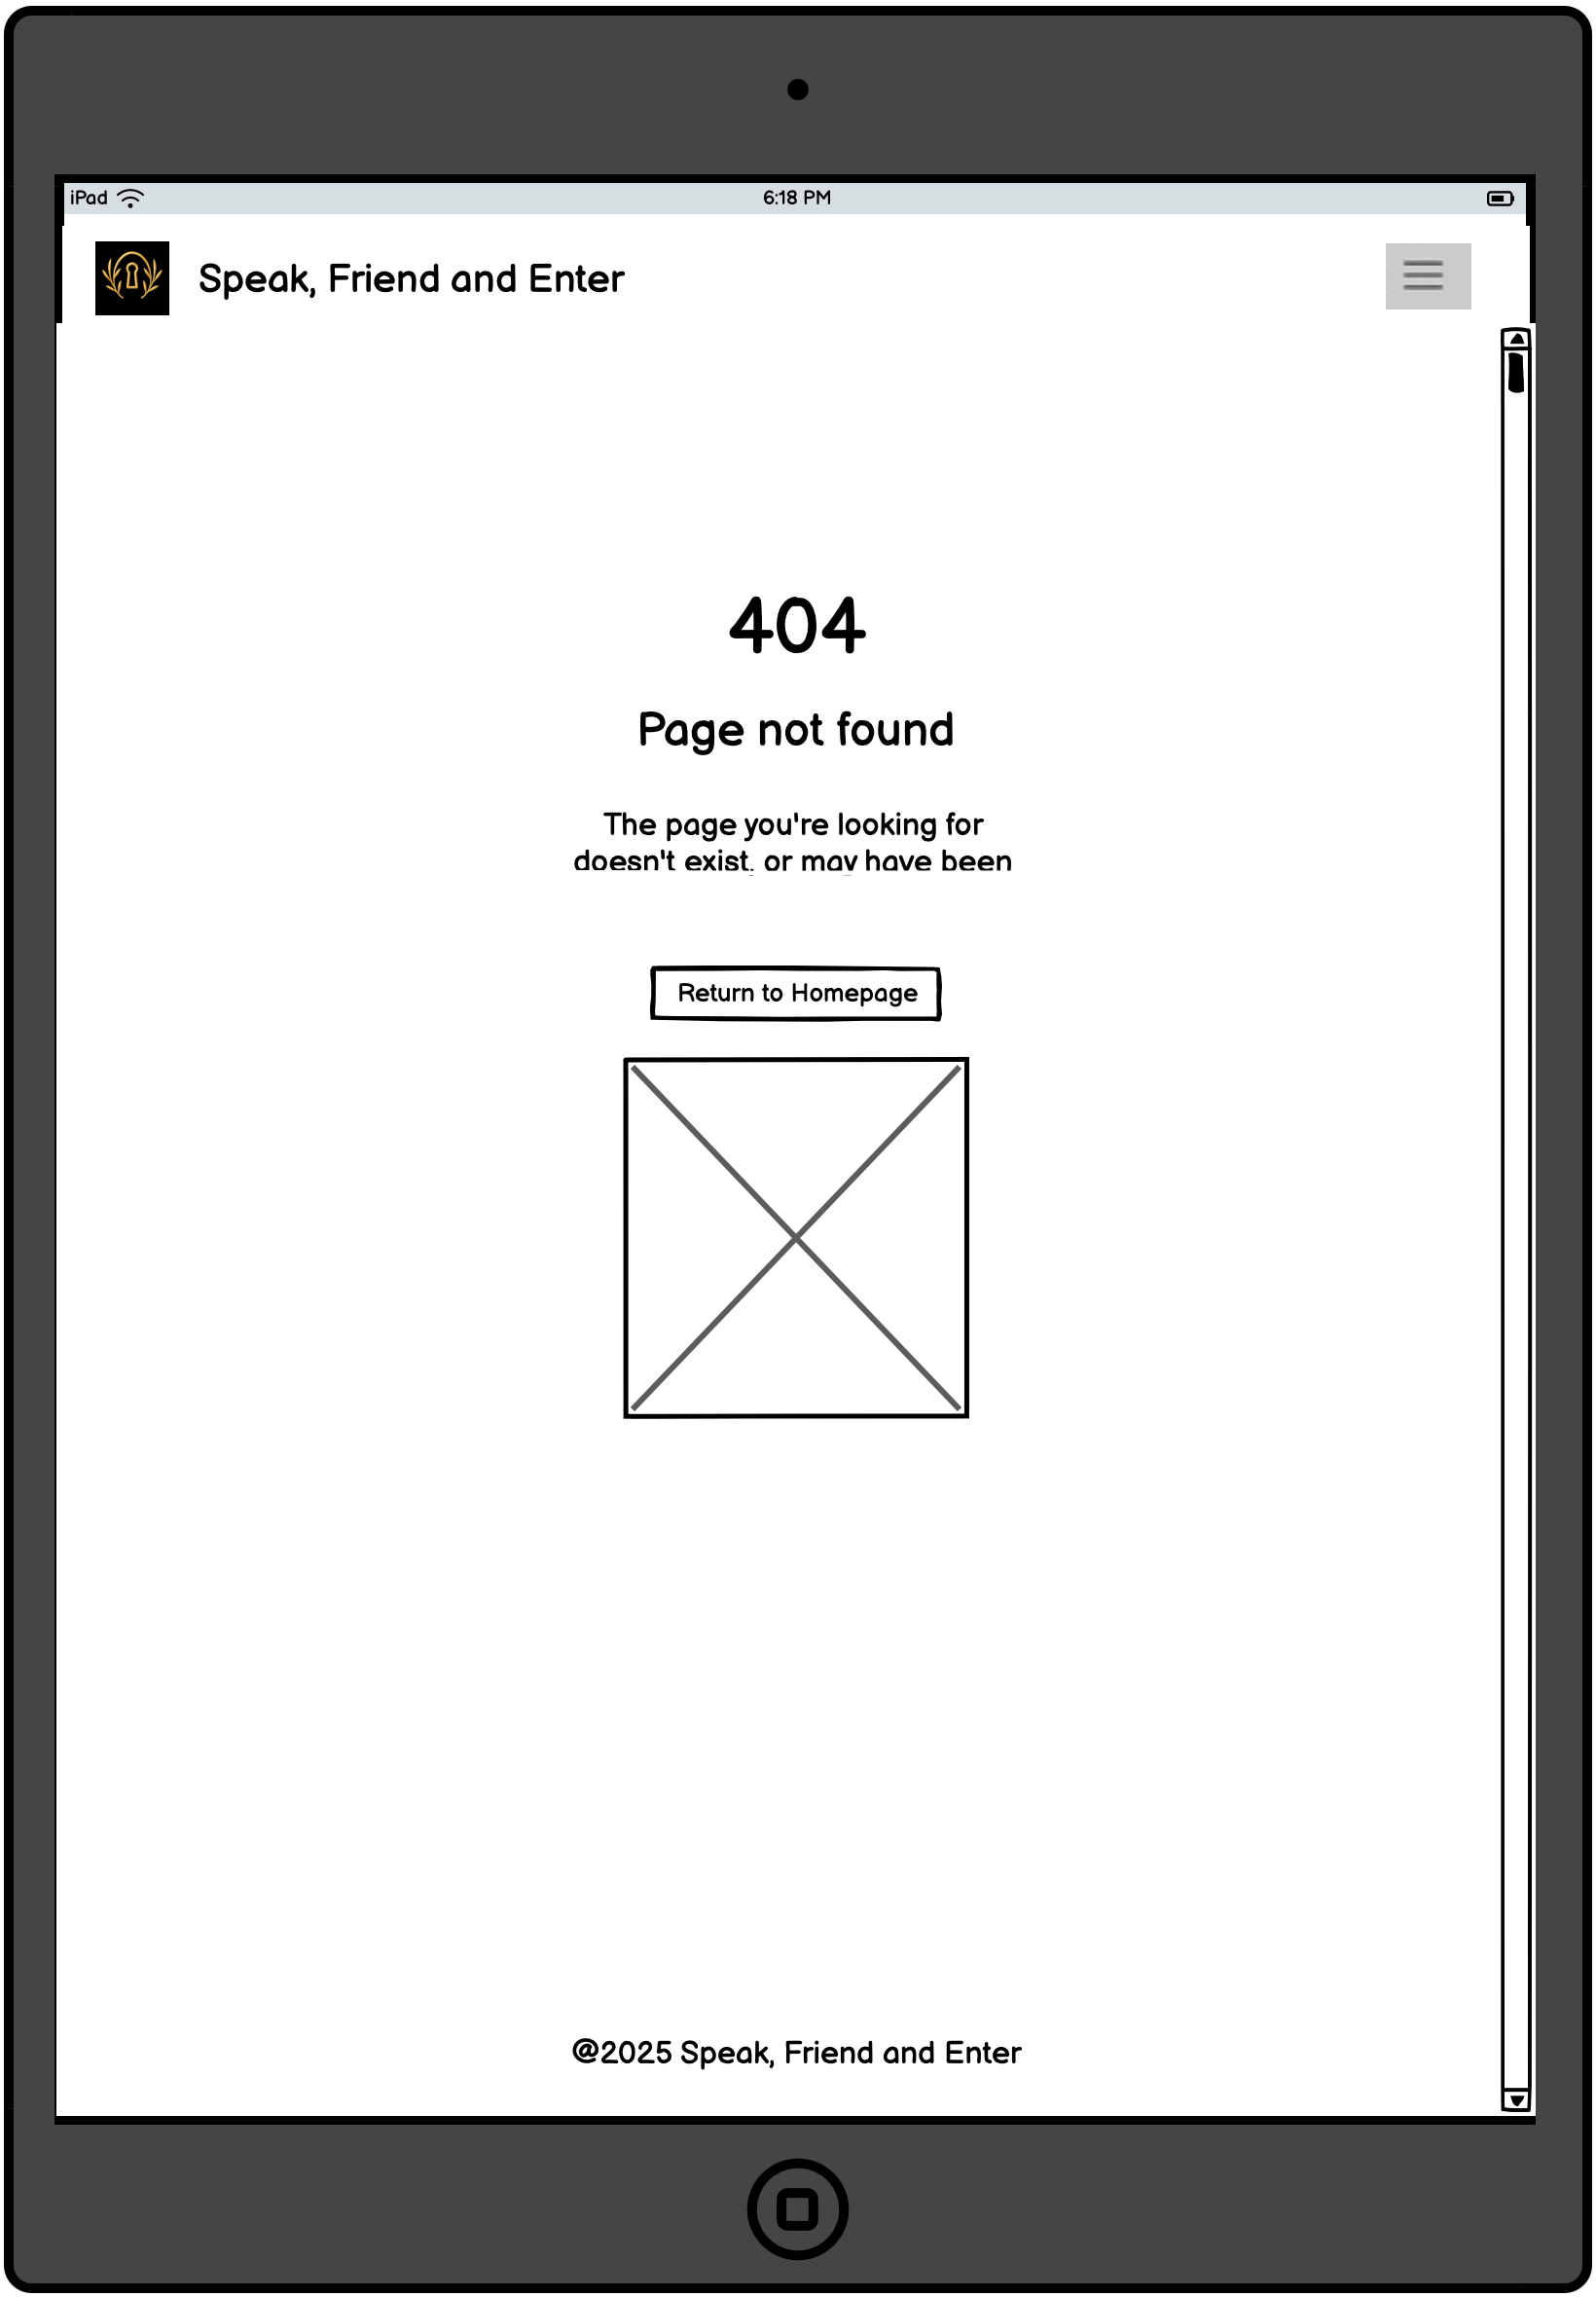 iPad
6:18 PM
Speak, Friend and Enter
404
Page not found
The page you're looking for
doesn't exist, or may have been
Return to Homepage
@2025 Speak, Friend and Enter